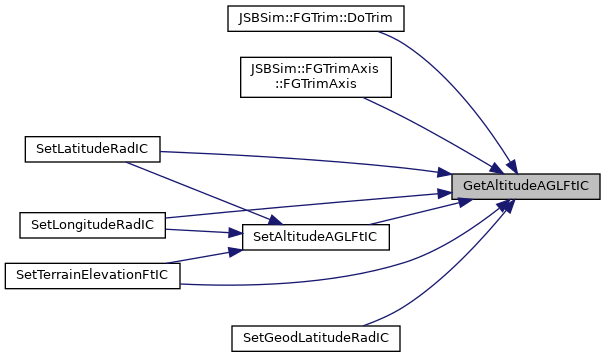 JSBSim::FGTrim::DoTrim
JSBSim::FGTrimAxis
::FGTrimAxis
SetLatitudeRadIC
GetAltitudeAGLFtIC
SetLongitudeRadIC
SetAltitudeAGLFtIC
SetTerrainElevationFtIC
SetGeodLatitudeRadIC